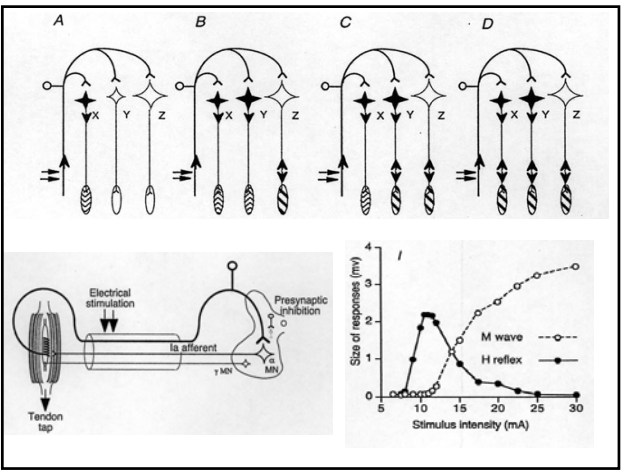 A B C D
X Y Z X Y Z X Y Z X Y Z
Electrical
stimulation
Presynaptic
inhibition
Ia afferent
α
MN
γ MN
Tendon
tap
I
Size of responses (mv)
4
3
2
1
0
M wave
H reflex
5 10 15 20 25 30
Stimulus intensity (mA)